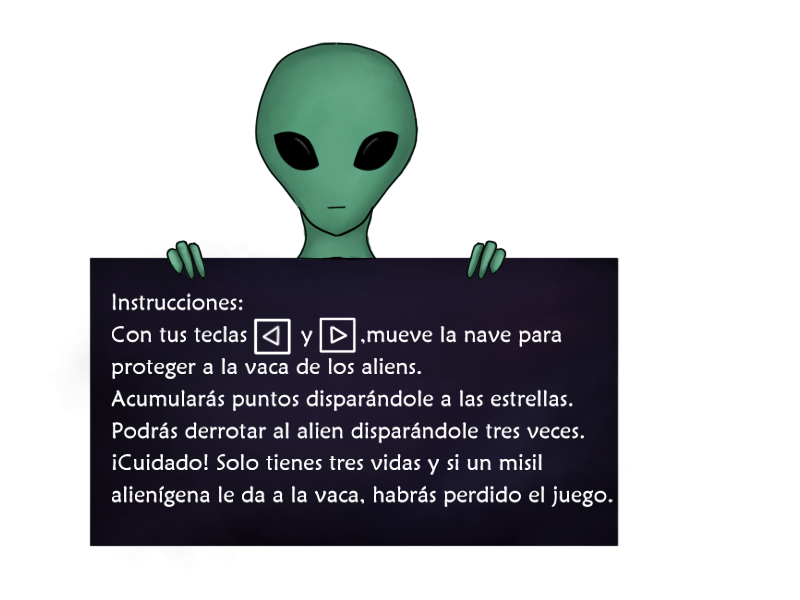 Instrucciones:
Con tus teclas ◁ y ▷ ,mueve la nave para
proteger a la vaca de los aliens.
Acumularás puntos disparándole a las estrellas.
Podrás derrotar al alien disparándole tres veces.
¡Cuidado! Solo tienes tres vidas y si un misil
alienígena le da a la vaca, habrás perdido el juego.